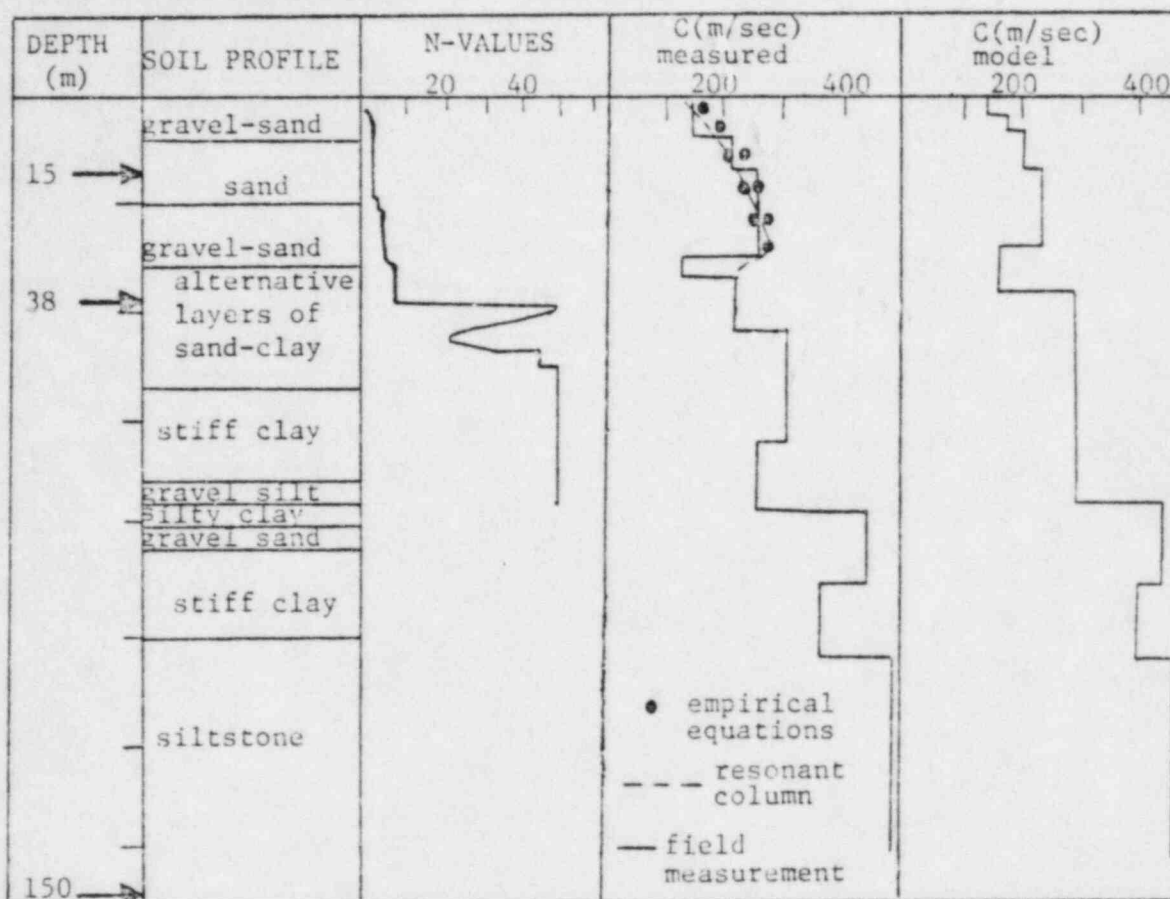 DEPTH
(m)
SOIL PROFILE
N-VALUES
20 40
C(m/sec)
measured
200 400
C(m/sec)
model
200 400
gravel-sand
15
sand
gravel-sand
38
alternative
layers of
sand-clay
stiff clay
gravel silt
silty clay
gravel sand
stiff clay
siltstone
150
empirical
equations
resonant
column
field
measurement